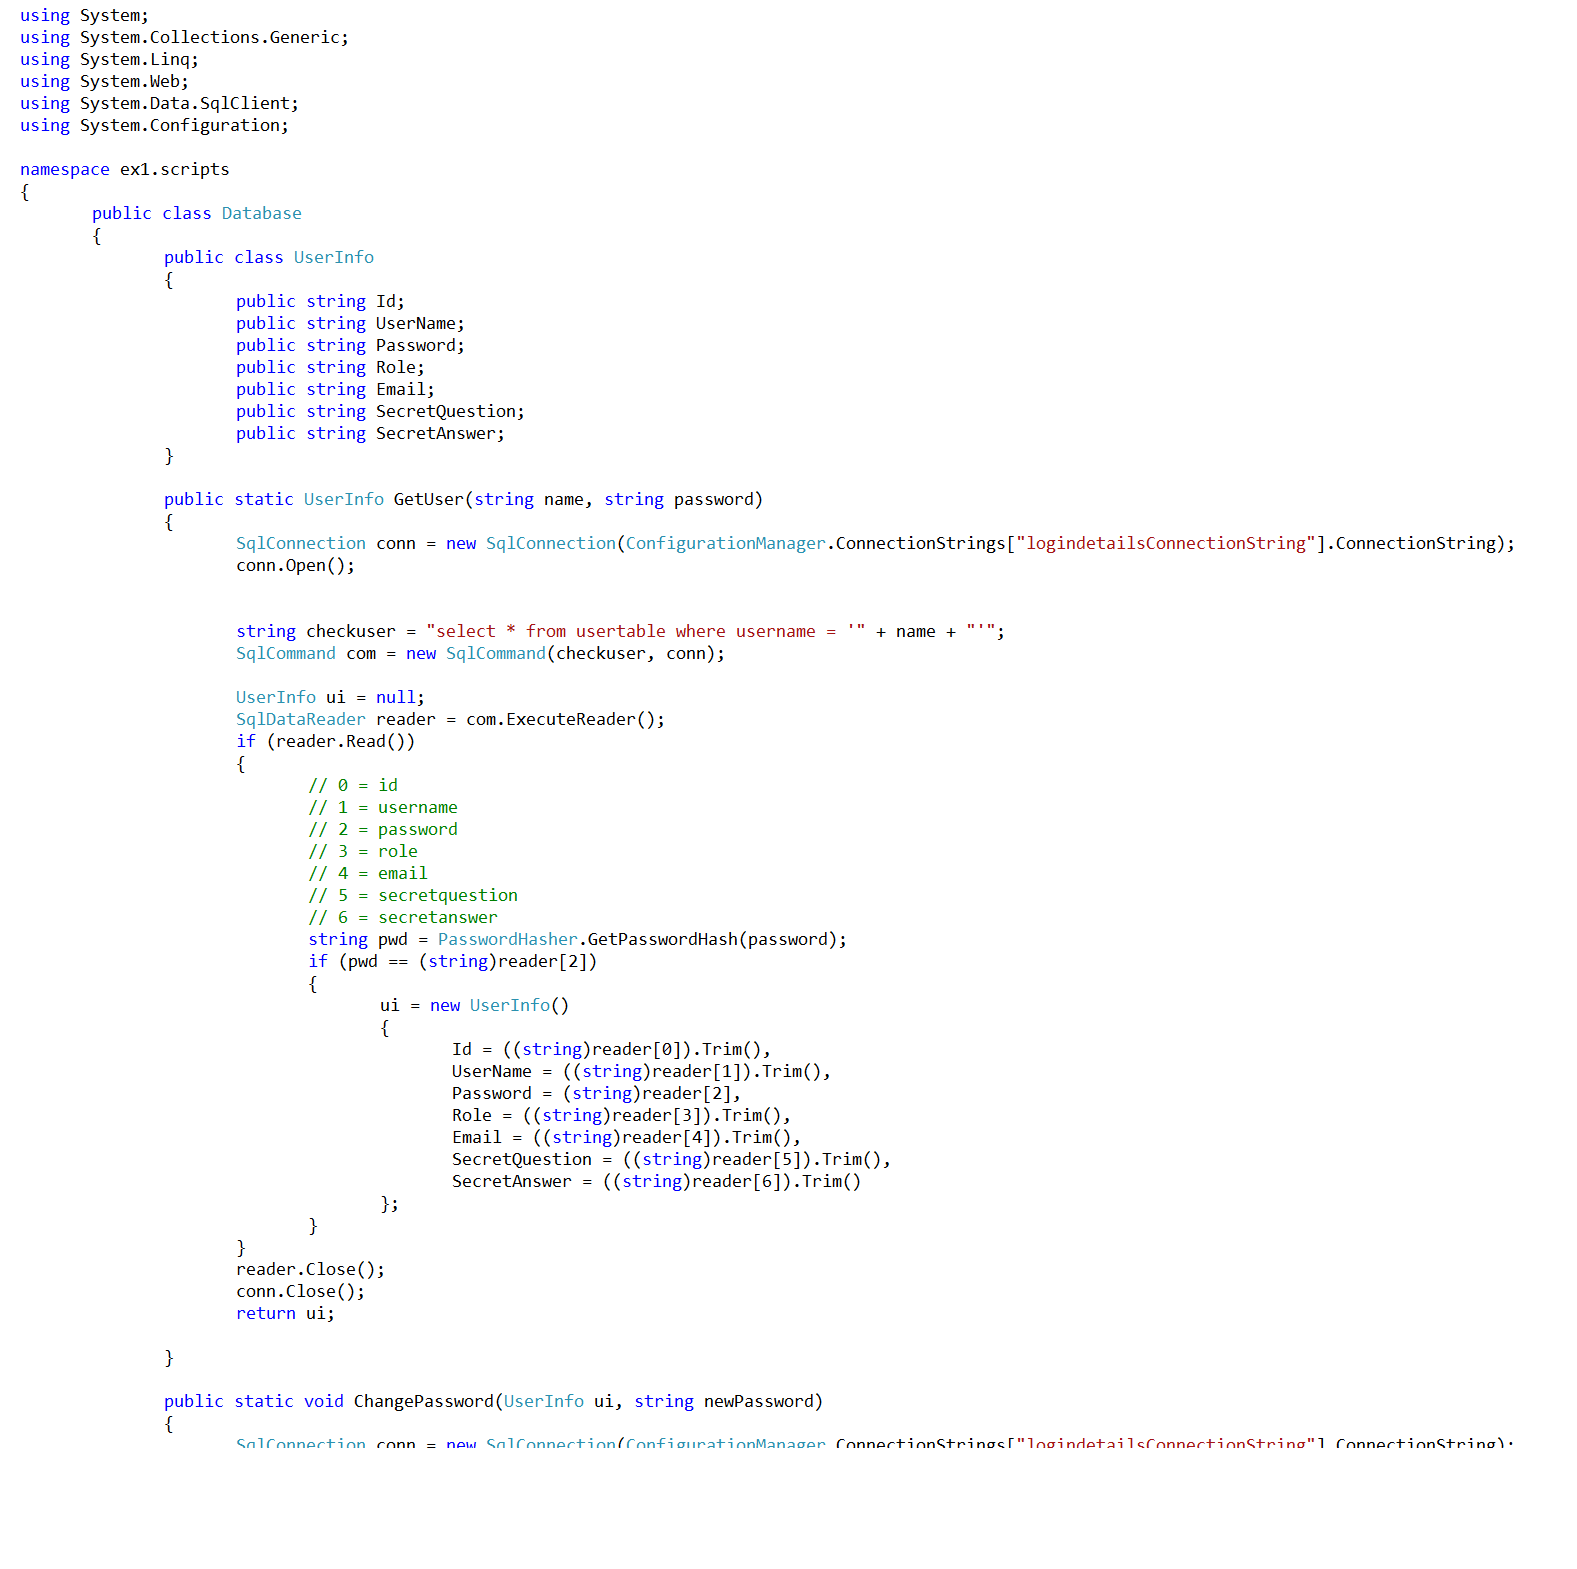 using System;
using System.Collections.Generic;
using System.Linq;
using System.Web;
using System.Data.SqlClient;
using System.Configuration;
namespace ex1.scripts
{
public class Database
{
public class UserInfo
{
public string Id;
public string UserName;
public string Password;
public string Role;
public string Email;
public string SecretQuestion;
public string SecretAnswer;
}
public static UserInfo GetUser(string name, string password)
{
SqlConnection conn = new SqlConnection(ConfigurationManager.ConnectionStrings["logindetailsConnectionString"].ConnectionString);
conn.Open();
string checkuser = "select * from usertable where username = '" + name + "'";
SqlCommand com = new SqlCommand(checkuser, conn);
UserInfo ui = null;
SqlDataReader reader = com.ExecuteReader();
if (reader.Read())
{
// 0 = id
// 1 = username
// 2 = password
// 3 = role
// 4 = email
// 5 = secretquestion
// 6 = secretanswer
string pwd = PasswordHasher.GetPasswordHash(password);
if (pwd == (string)reader[2])
{
ui = new UserInfo()
{
Id = ((string)reader[0]).Trim(),
UserName = ((string)reader[1]).Trim(),
Password = (string)reader[2],
Role = ((string)reader[3]).Trim(),
Email = ((string)reader[4]).Trim(),
SecretQuestion = ((string)reader[5]).Trim(),
SecretAnswer = ((string)reader[6]).Trim()
};
}
}
reader.Close();
conn.Close();
return ui;
}
public static void ChangePassword(UserInfo ui, string newPassword)
{
SqlConnection conn = new SqlConnection(ConfigurationManager.ConnectionStrings["logindetailsConnectionString"].ConnectionString);